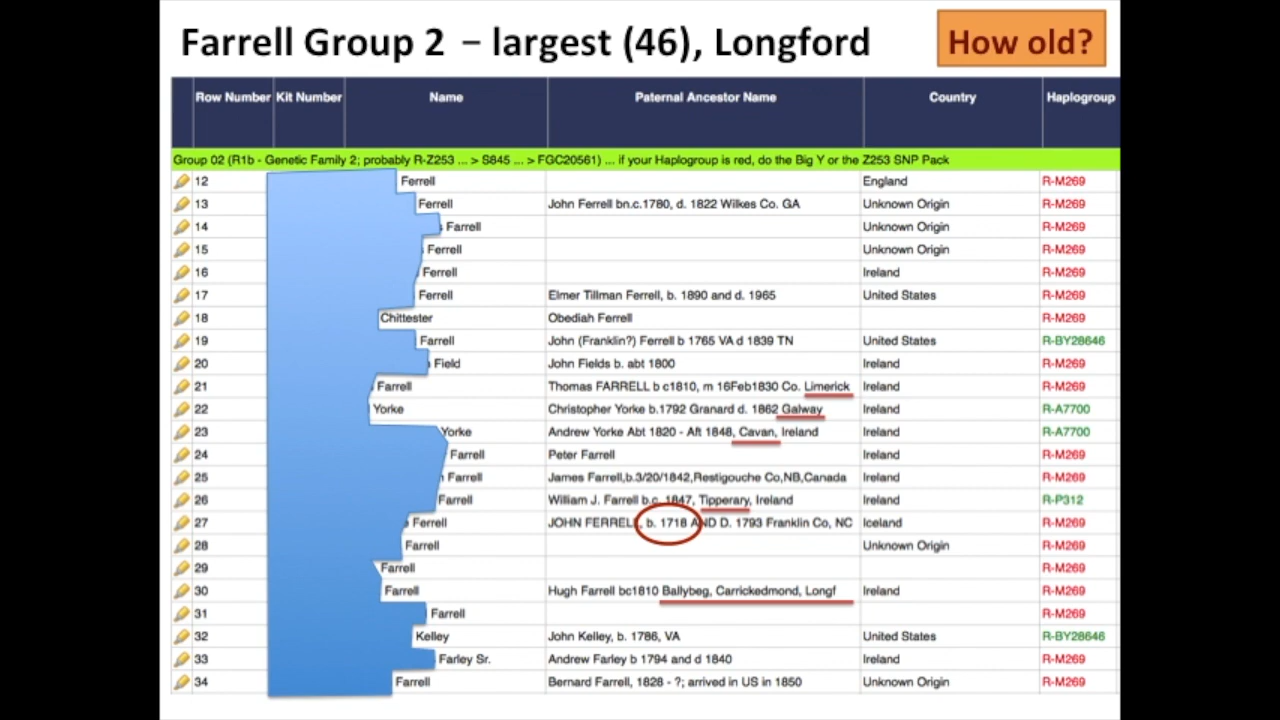 Farrell Group 2 – largest (46), Longford
How old?
Row Number Kit Number Name Paternal Ancestor Name Country Haplogroup
Group 02 (R1b - Genetic Family 2; probably R-Z253 ... > S845 ... > FGC20561) ... if your Haplogroup is red, do the Big Y or the Z253 SNP Pack
12 Ferrell England R-M269
13 Ferrell John Ferrell bn.c.1780, d. 1822 Wilkes Co. GA Unknown Origin R-M269
14 Farrell Unknown Origin R-M269
15 Ferrell Unknown Origin R-M269
16 Ferrell Ireland R-M269
17 Ferrell Elmer Tillman Ferrell, b. 1890 and d. 1965 United States R-M269
18 Chittester Obediah Ferrell R-M269
19 Farrell John (Franklin?) Ferrell b 1765 VA d 1839 TN United States R-BY28646
20 Field John Fields b. abt 1800 Ireland R-M269
21 Farrell Thomas FARRELL b c1810, m 16Feb1830 Co. Limerick Ireland R-M269
22 Yorke Christopher Yorke b.1792 Granard d. 1862 Galway Ireland R-A7700
23 Yorke Andrew Yorke Abt 1820 - Aft 1848, Cavan, Ireland Ireland R-A7700
24 Farrell Peter Farrell Ireland R-M269
25 Farrell James Farrell,b.3/20/1842,Restigouche Co,NB,Canada Ireland R-M269
26 Farrell William J. Farrell b.c. 1847, Tipperary, Ireland Ireland R-P312
27 Ferrell JOHN FERRELL, b. 1718 AND D. 1793 Franklin Co, NC Iceland R-M269
28 Farrell Unknown Origin R-M269
29 Farrell R-M269
30 Farrell Hugh Farrell bc1810 Ballybeg, Carrickedmond, Longf Ireland R-M269
31 Farrell R-M269
32 Kelley John Kelley, b. 1786, VA United States R-BY28646
33 Farley Sr. Andrew Farley b 1794 and d 1840 Ireland R-M269
34 Farrell Bernard Farrell, 1828 - ?; arrived in US in 1850 Unknown Origin R-M269